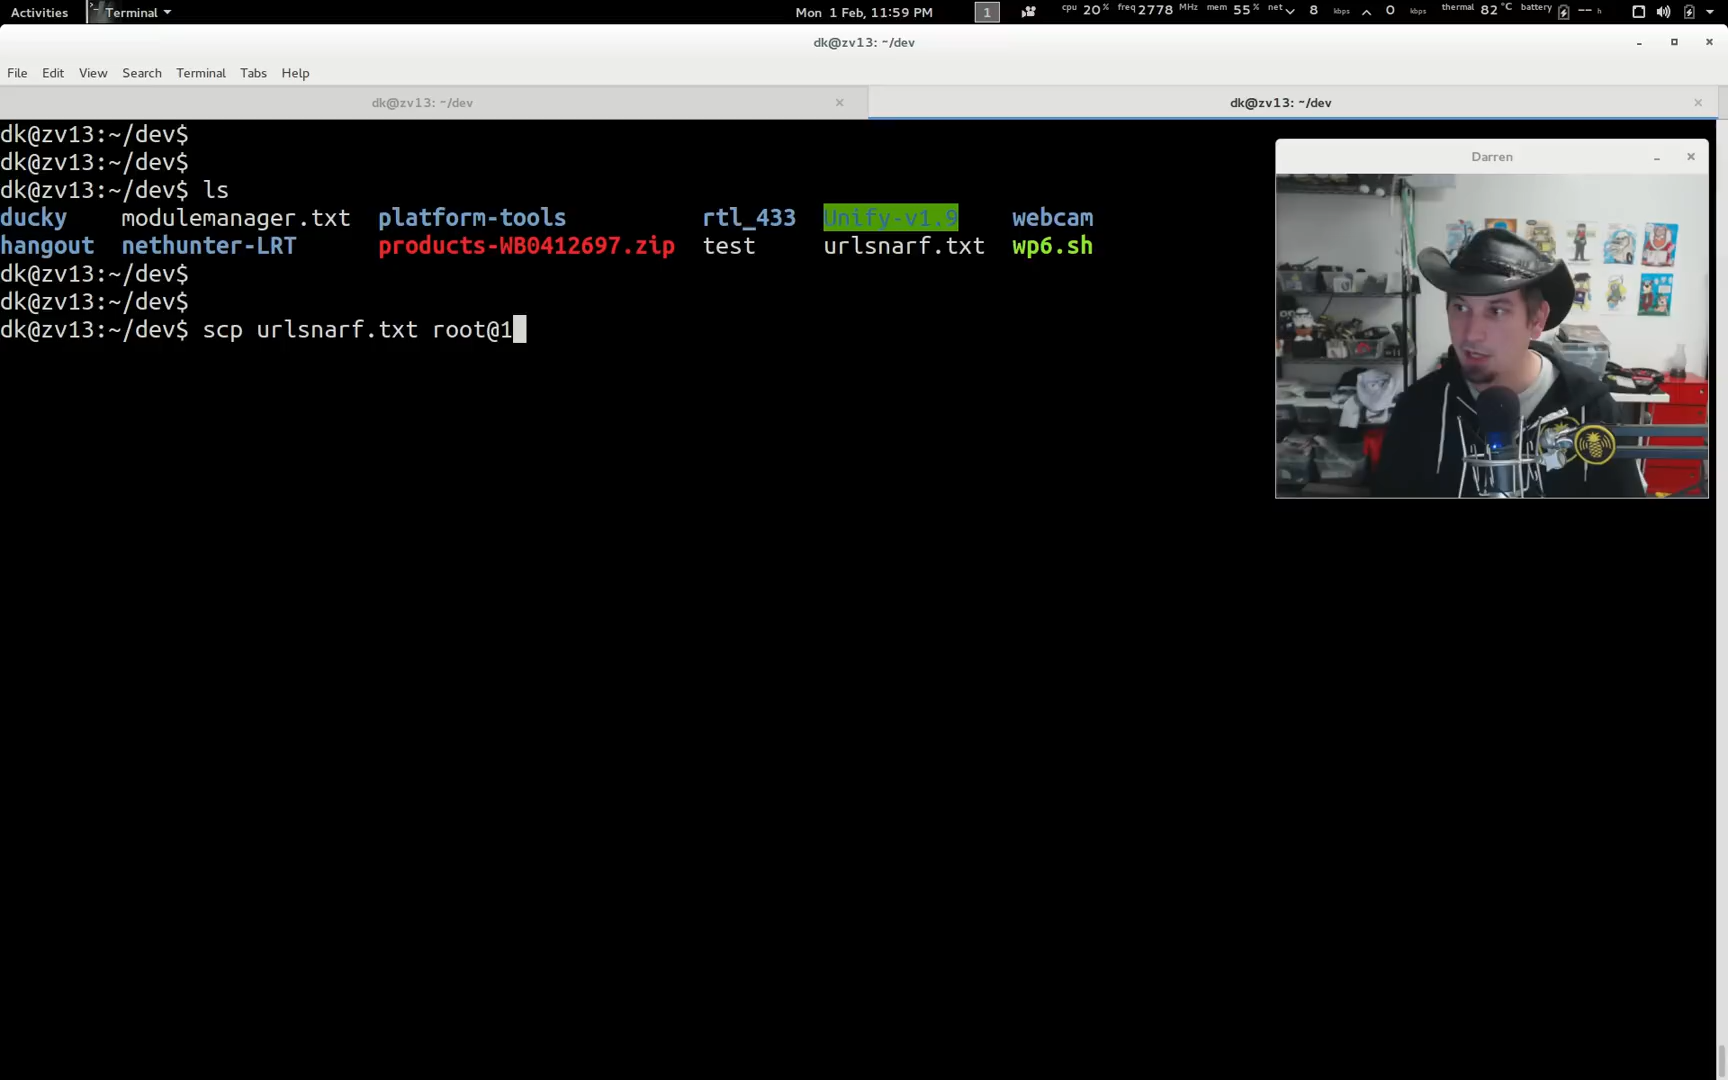 Activities Terminal Mon 1 Feb, 11:59 PM 1 cpu 20 % freq 2778 MHz mem 55 % net 8 kbps 0 kbps thermal 82 °C battery -- h
dk@zv13: ~/dev
File Edit View Search Terminal Tabs Help
dk@zv13: ~/dev × dk@zv13: ~/dev ×
dk@zv13:~/dev$
dk@zv13:~/dev$
dk@zv13:~/dev$ ls
ducky modulemanager.txt platform-tools rtl_433 Unify-v1.9 webcam
hangout nethunter-LRT products-WB0412697.zip test urlsnarf.txt wp6.sh
dk@zv13:~/dev$
dk@zv13:~/dev$
dk@zv13:~/dev$ scp urlsnarf.txt root@1
Darren